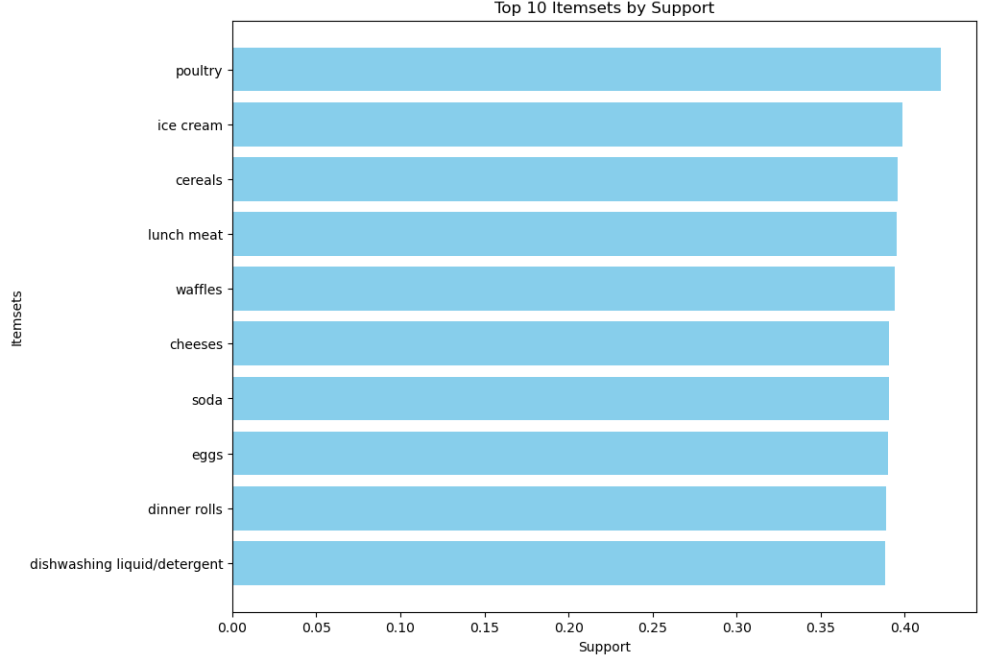 Top 10 Itemsets by Support
Itemsets
poultry
ice cream
cereals
lunch meat
waffles
cheeses
soda
eggs
dinner rolls
dishwashing liquid/detergent
0.00 0.05 0.10 0.15 0.20 0.25 0.30 0.35 0.40
Support